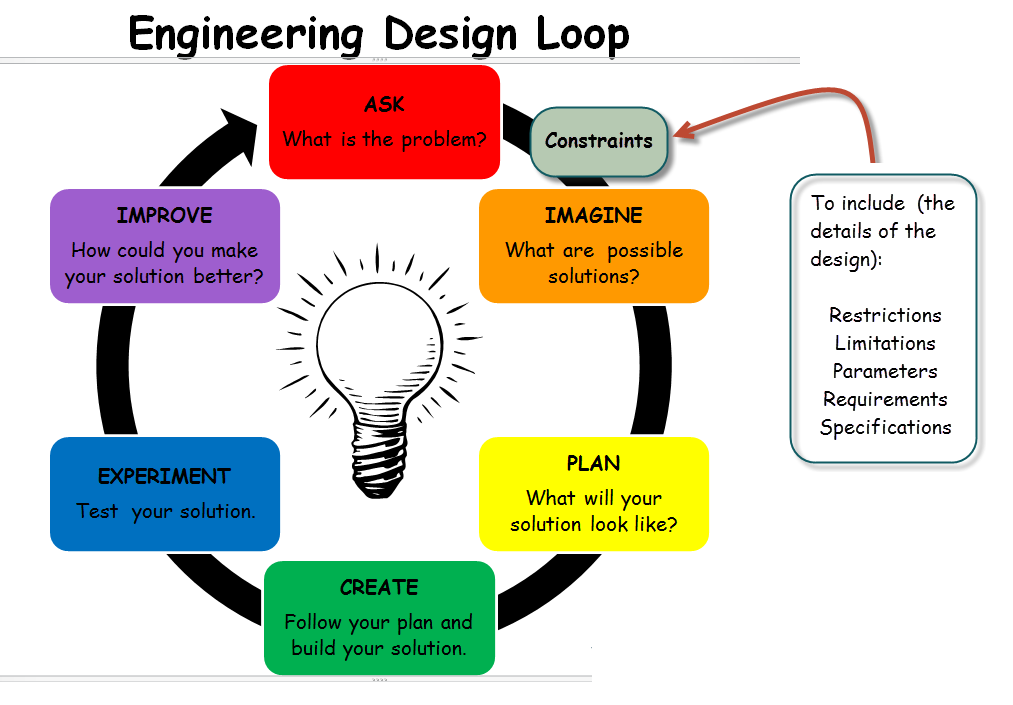 Engineering Design Loop
ASK
What is the problem?
Constraints
IMAGINE
What are possible
solutions?
PLAN
What will your
solution look like?
CREATE
Follow your plan and
build your solution.
EXPERIMENT
Test your solution.
IMPROVE
How could you make
your solution better?
To include (the
details of the
design):
Restrictions
Limitations
Parameters
Requirements
Specifications